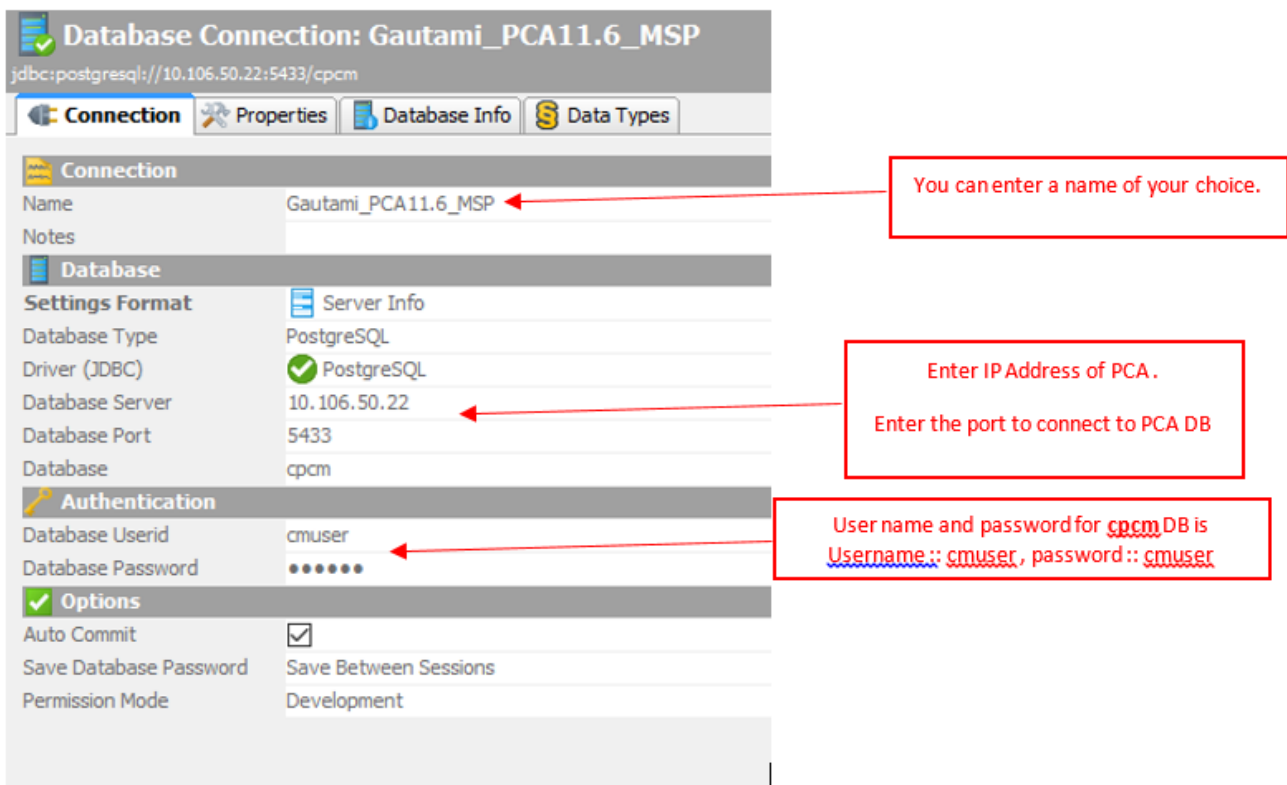 Database Connection: Gautami_PCA11.6_MSP
jdbc:postgresql://10.106.50.22:5433/cpcm
Connection Properties Database Info Data Types
Connection
Name Gautami_PCA11.6_MSP
Notes
You can enter a name of your choice.
Database
Settings Format Server Info
Database Type PostgreSQL
Driver (JDBC) PostgreSQL
Database Server 10.106.50.22
Database Port 5433
Database cpcm
Enter IP Address of PCA .
Enter the port to connect to PCA DB
Authentication
Database Userid cmuser
Database Password ●●●●●●
User name and password for cpcm DB is
Username :: cmuser , password :: cmuser
Options
Auto Commit
Save Database Password Save Between Sessions
Permission Mode Development